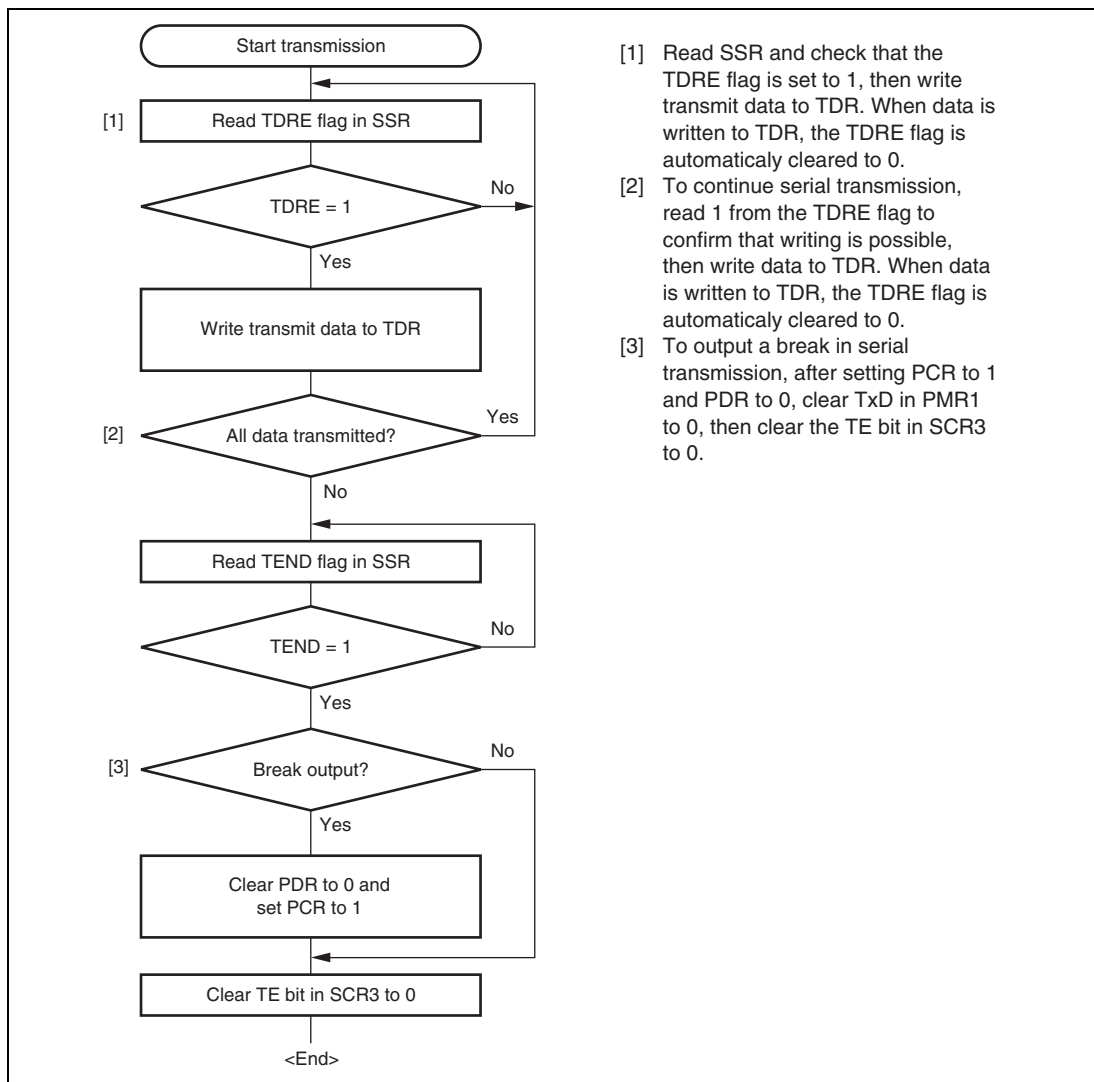 Start transmission
[1]
Read TDRE flag in SSR
TDRE = 1
No
Yes
Write transmit data to TDR
[2]
All data transmitted?
Yes
No
Read TEND flag in SSR
TEND = 1
No
Yes
[3]
Break output?
No
Yes
Clear PDR to 0 and
set PCR to 1
Clear TE bit in SCR3 to 0
<End>
[1] Read SSR and check that the
TDRE flag is set to 1, then write
transmit data to TDR. When data is
written to TDR, the TDRE flag is
automaticaly cleared to 0.
[2] To continue serial transmission,
read 1 from the TDRE flag to
confirm that writing is possible,
then write data to TDR. When data
is written to TDR, the TDRE flag is
automaticaly cleared to 0.
[3] To output a break in serial
transmission, after setting PCR to 1
and PDR to 0, clear TxD in PMR1
to 0, then clear the TE bit in SCR3
to 0.